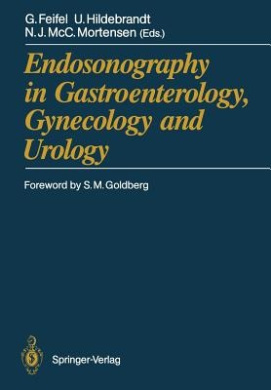 G. Feifel  U. Hildebrandt
N. J. McC. Mortensen (Eds.)
Endosonography
in Gastroenterology,
Gynecology and
Urology
Foreword by S. M. Goldberg
Springer-Verlag